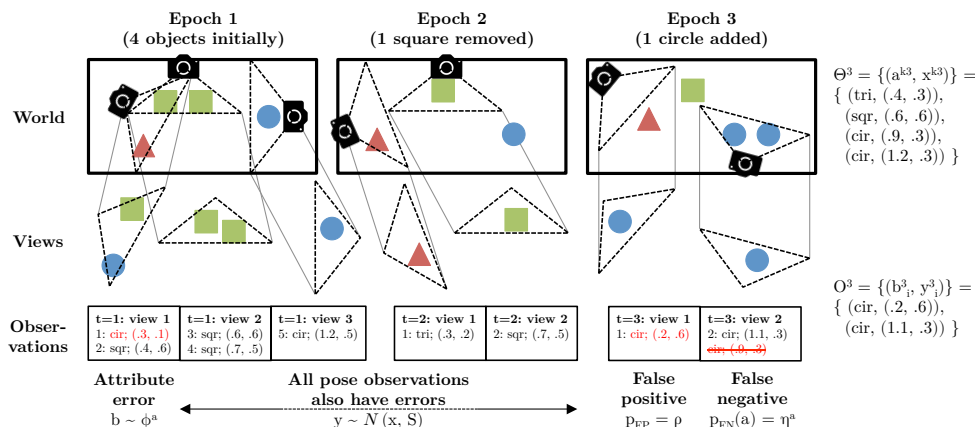 Epoch 1
(4 objects initially)
Epoch 2
(1 square removed)
Epoch 3
(1 circle added)
World
Θ³ = {(aᵏ³, xᵏ³)} =
{ (tri, (.4, .3)),
(sqr, (.6, .6)),
(cir, (.9, .3)),
(cir, (1.2, .3)) }
Views
O³ = {(b³ᵢ, y³ᵢ)} =
{ (cir, (.2, .6)),
(cir, (1.1, .3)) }
Obser-
vations
t=1: view 1
1: cir; (.3, .1)
2: sqr; (.4, .6)
t=1: view 2
3: sqr; (.6, .6)
4: sqr; (.7, .5)
t=1: view 3
5: cir; (1.2, .5)
t=2: view 1
1: tri; (.3, .2)
t=2: view 2
2: sqr; (.7, .5)
t=3: view 1
1: cir; (.2, .6)
t=3: view 2
2: cir; (1.1, .3)
cir; (.9, .3)
Attribute
error
b ~ ϕᵃ
All pose observations
also have errors
y ~ N (x, S)
False
positive
p_FP = ρ
False
negative
p_FN(a) = ηᵃ